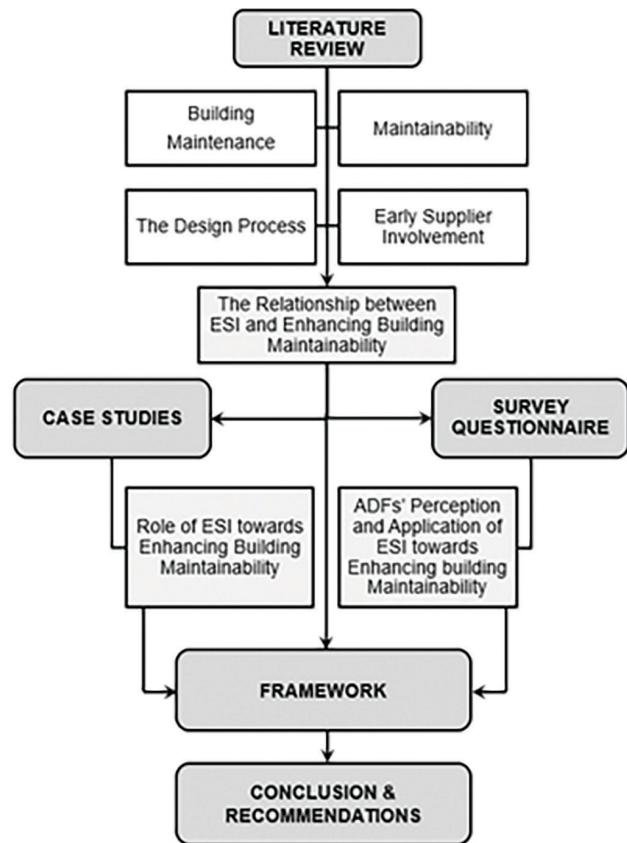 LITERATURE
REVIEW
Building
Maintenance
Maintainability
The Design Process
Early Supplier
Involvement
The Relationship between
ESI and Enhancing Building
Maintainability
CASE STUDIES
SURVEY
QUESTIONNAIRE
Role of ESI towards
Enhancing Building
Maintainability
ADFs' Perception
and Application of
ESI towards
Enhancing building
Maintainability
FRAMEWORK
CONCLUSION &
RECOMMENDATIONS